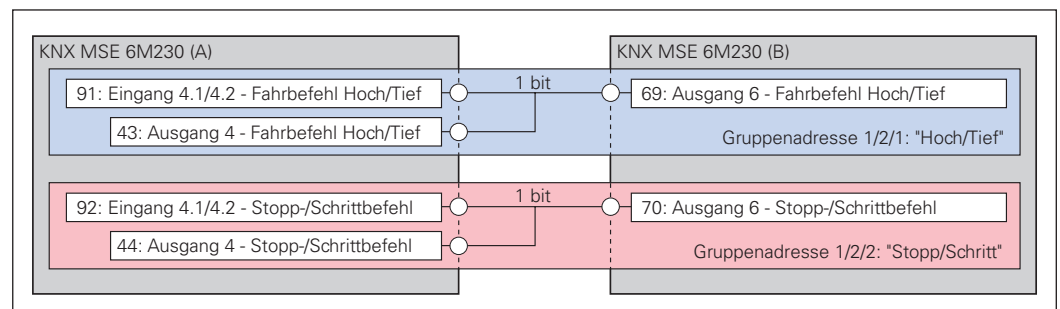 KNX MSE 6M230 (A)
KNX MSE 6M230 (B)
91: Eingang 4.1/4.2 - Fahrbefehl Hoch/Tief
1 bit
69: Ausgang 6 - Fahrbefehl Hoch/Tief
43: Ausgang 4 - Fahrbefehl Hoch/Tief
Gruppenadresse 1/2/1: "Hoch/Tief"
92: Eingang 4.1/4.2 - Stopp-/Schrittbefehl
1 bit
70: Ausgang 6 - Stopp-/Schrittbefehl
44: Ausgang 4 - Stopp-/Schrittbefehl
Gruppenadresse 1/2/2: "Stopp/Schritt"